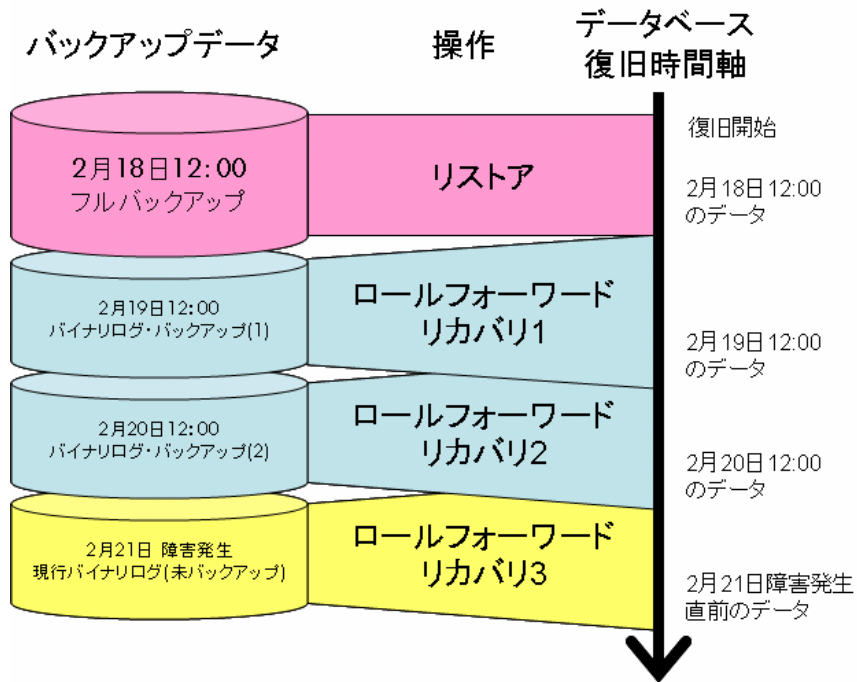 バックアップデータ
操作
データベース
復旧時間軸
2月18日12:00
フルバックアップ
リストア
復旧開始
2月18日12:00
のデータ
2月19日12:00
バイナリログ・バックアップ(1)
ロールフォーワード
リカバリ1
2月19日12:00
のデータ
2月20日12:00
バイナリログ・バックアップ(2)
ロールフォーワード
リカバリ2
2月20日12:00
のデータ
2月21日 障害発生
現行バイナリログ(未バックアップ)
ロールフォーワード
リカバリ3
2月21日障害発生
直前のデータ